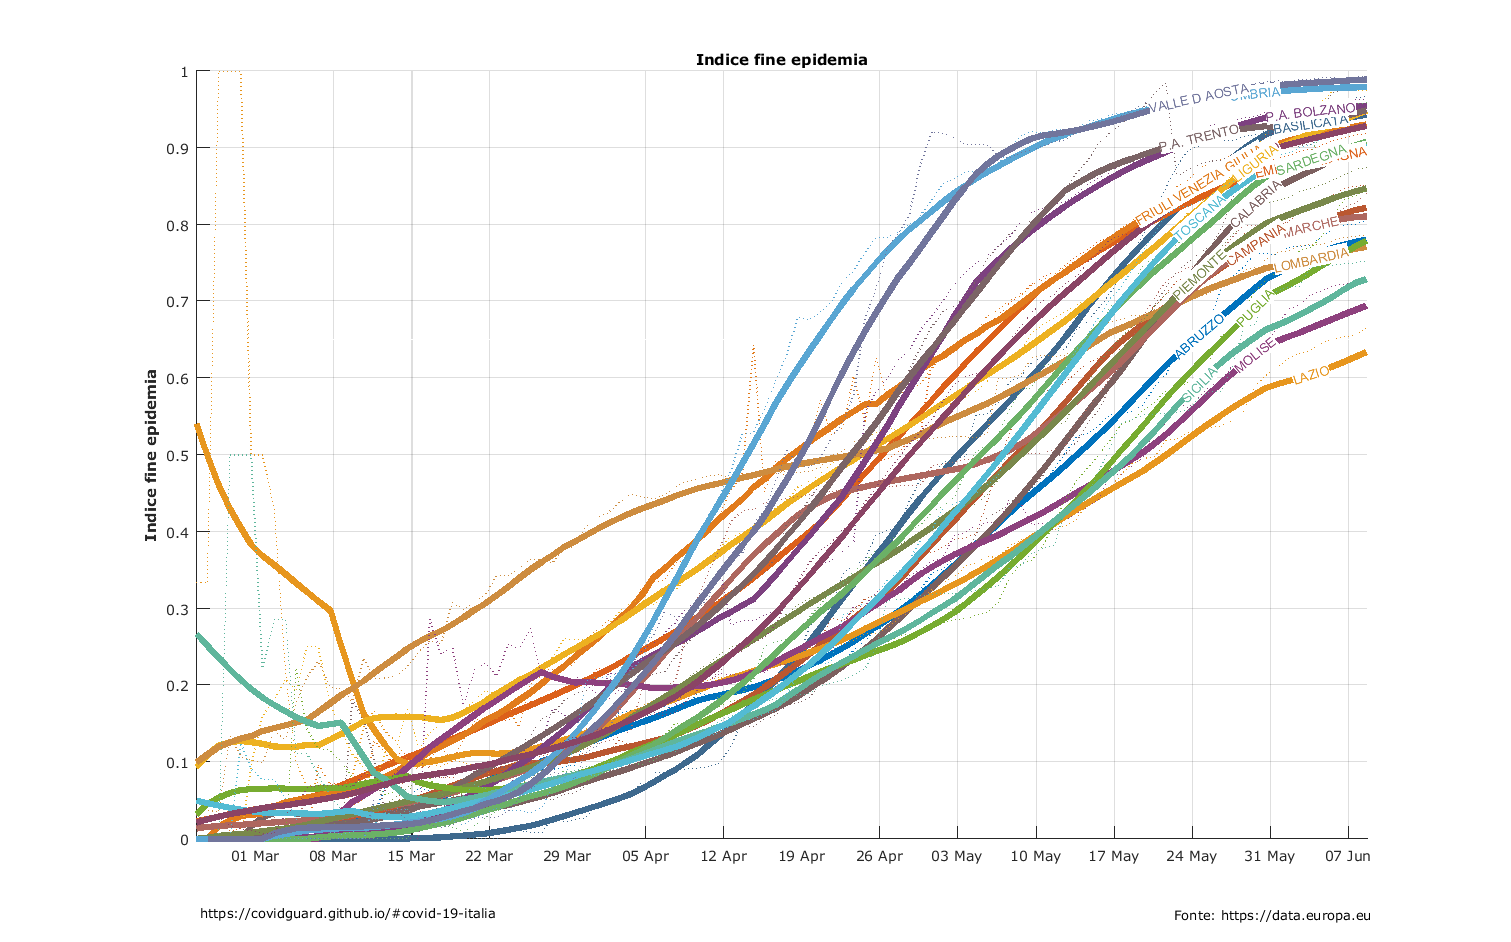 Indice fine epidemia
Indice fine epidemia
1
0.9
0.8
0.7
0.6
0.5
0.4
0.3
0.2
0.1
0
01 Mar
08 Mar
15 Mar
22 Mar
29 Mar
05 Apr
12 Apr
19 Apr
26 Apr
03 May
10 May
17 May
24 May
31 May
07 Jun
VALLE D AOSTA
P.A. BOLZANO
BASILICATA
P.A. TRENTO
FRIULI VENEZIA GIULIA
LIGURIA
SARDEGNA
TOSCANA
CALABRIA
MARCHE
CAMPANIA
PIEMONTE
LOMBARDIA
PUGLIA
ABRUZZO
MOLISE
SICILIA
LAZIO
https://covidguard.github.io/#covid-19-italia
Fonte: https://data.europa.eu